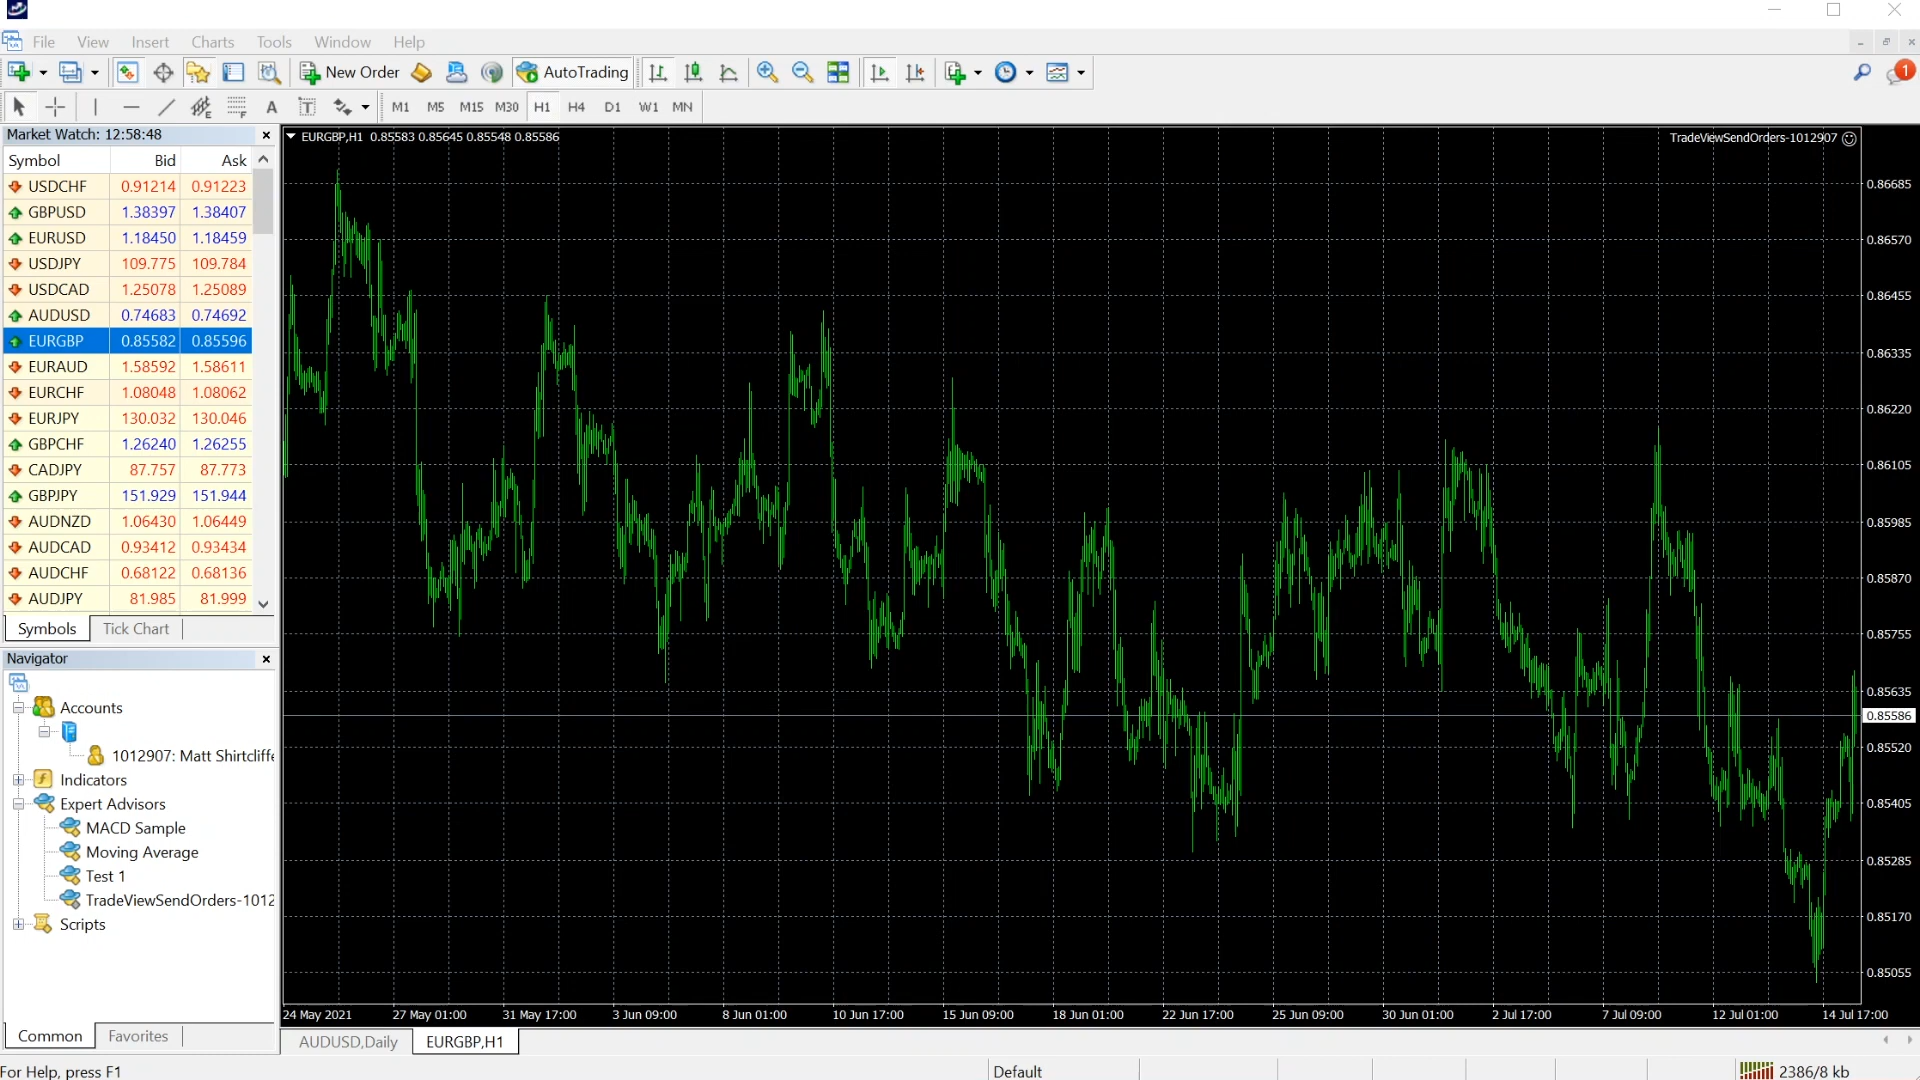 File View Insert Charts Tools Window Help
New Order AutoTrading 1
A T M1 M5 M15 M30 H1 H4 D1 W1 MN
Market Watch: 12:58:48
Symbol Bid Ask
USDCHF 0.91214 0.91223
GBPUSD 1.38397 1.38407
EURUSD 1.18450 1.18459
USDJPY 109.775 109.784
USDCAD 1.25078 1.25089
AUDUSD 0.74683 0.74692
EURGBP 0.85582 0.85596
EURAUD 1.58592 1.58611
EURCHF 1.08048 1.08062
EURJPY 130.032 130.046
GBPCHF 1.26240 1.26255
CADJPY 87.757 87.773
GBPJPY 151.929 151.944
AUDNZD 1.06430 1.06449
AUDCAD 0.93412 0.93434
AUDCHF 0.68122 0.68136
AUDJPY 81.985 81.999
Symbols Tick Chart
Navigator
Accounts
1012907: Matt Shirtcliffe
Indicators
Expert Advisors
MACD Sample
Moving Average
Test 1
TradeViewSendOrders-1012
Scripts
Common Favorites
EURGBP,H1 0.85583 0.85645 0.85548 0.85586
TradeViewSendOrders-1012907
0.86685
0.86570
0.86455
0.86335
0.86220
0.86105
0.85985
0.85870
0.85755
0.85635
0.85586
0.85520
0.85405
0.85285
0.85170
0.85055
24 May 2021 27 May 01:00 31 May 17:00 3 Jun 09:00 8 Jun 01:00 10 Jun 17:00 15 Jun 09:00 18 Jun 01:00 22 Jun 17:00 25 Jun 09:00 30 Jun 01:00 2 Jul 17:00 7 Jul 09:00 12 Jul 01:00 14 Jul 17:00
AUDUSD,Daily EURGBP,H1
For Help, press F1 Default 2386/8 kb